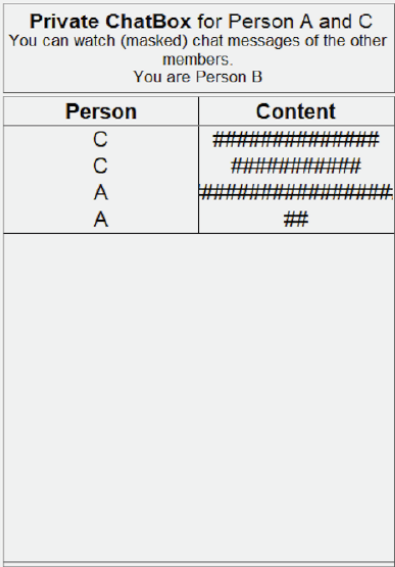 Private ChatBox for Person A and C
You can watch (masked) chat messages of the other
members.
You are Person B
Person Content
C ##############
C ###########
A ################
A ##